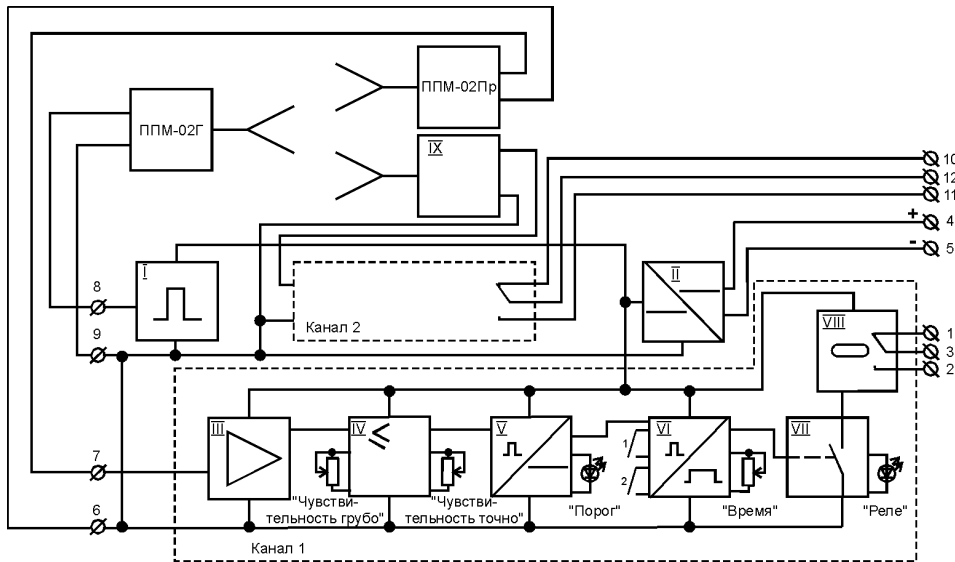 ППМ-02Пр
ППМ-02Г
IX
10
12
11
+ 4
- 5
I
II
8
9
Канал 2
VIII
1
3
2
III
IV
V
VI
VII
1
2
7
"Чувстви-
тельность грубо"
"Чувстви-
тельность точно"
"Порог"
"Время"
"Реле"
6
Канал 1